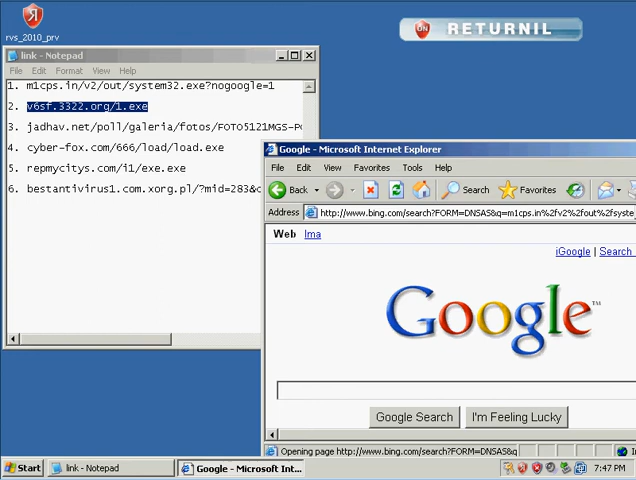 rvs_2010_prv
ON RETURNIL
link - Notepad
File Edit Format View Help
1. m1cps.in/v2/out/system32.exe?nogoogle=1
2. v6sf.3322.org/1.exe
3. jadhav.net/poll/galeria/fotos/FOTO5121MGS-P
4. cyber-fox.com/666/load/load.exe
5. repmycitys.com/i1/exe.exe
6. bestantivirus1.com.xorg.pl/?mid=283&c
Google - Microsoft Internet Explorer
File Edit View Favorites Tools Help
Back Search Favorites
Address http://www.bing.com/search?FORM=DNSAS&q=m1cps.in%2fv2%2fout%2fsyste
Web Ima
iGoogle | Search
Google™
Google Search I'm Feeling Lucky
Opening page http://www.bing.com/search?FORM=DNSAS&q
Start link - Notepad Google - Microsoft Int... 7:47 PM